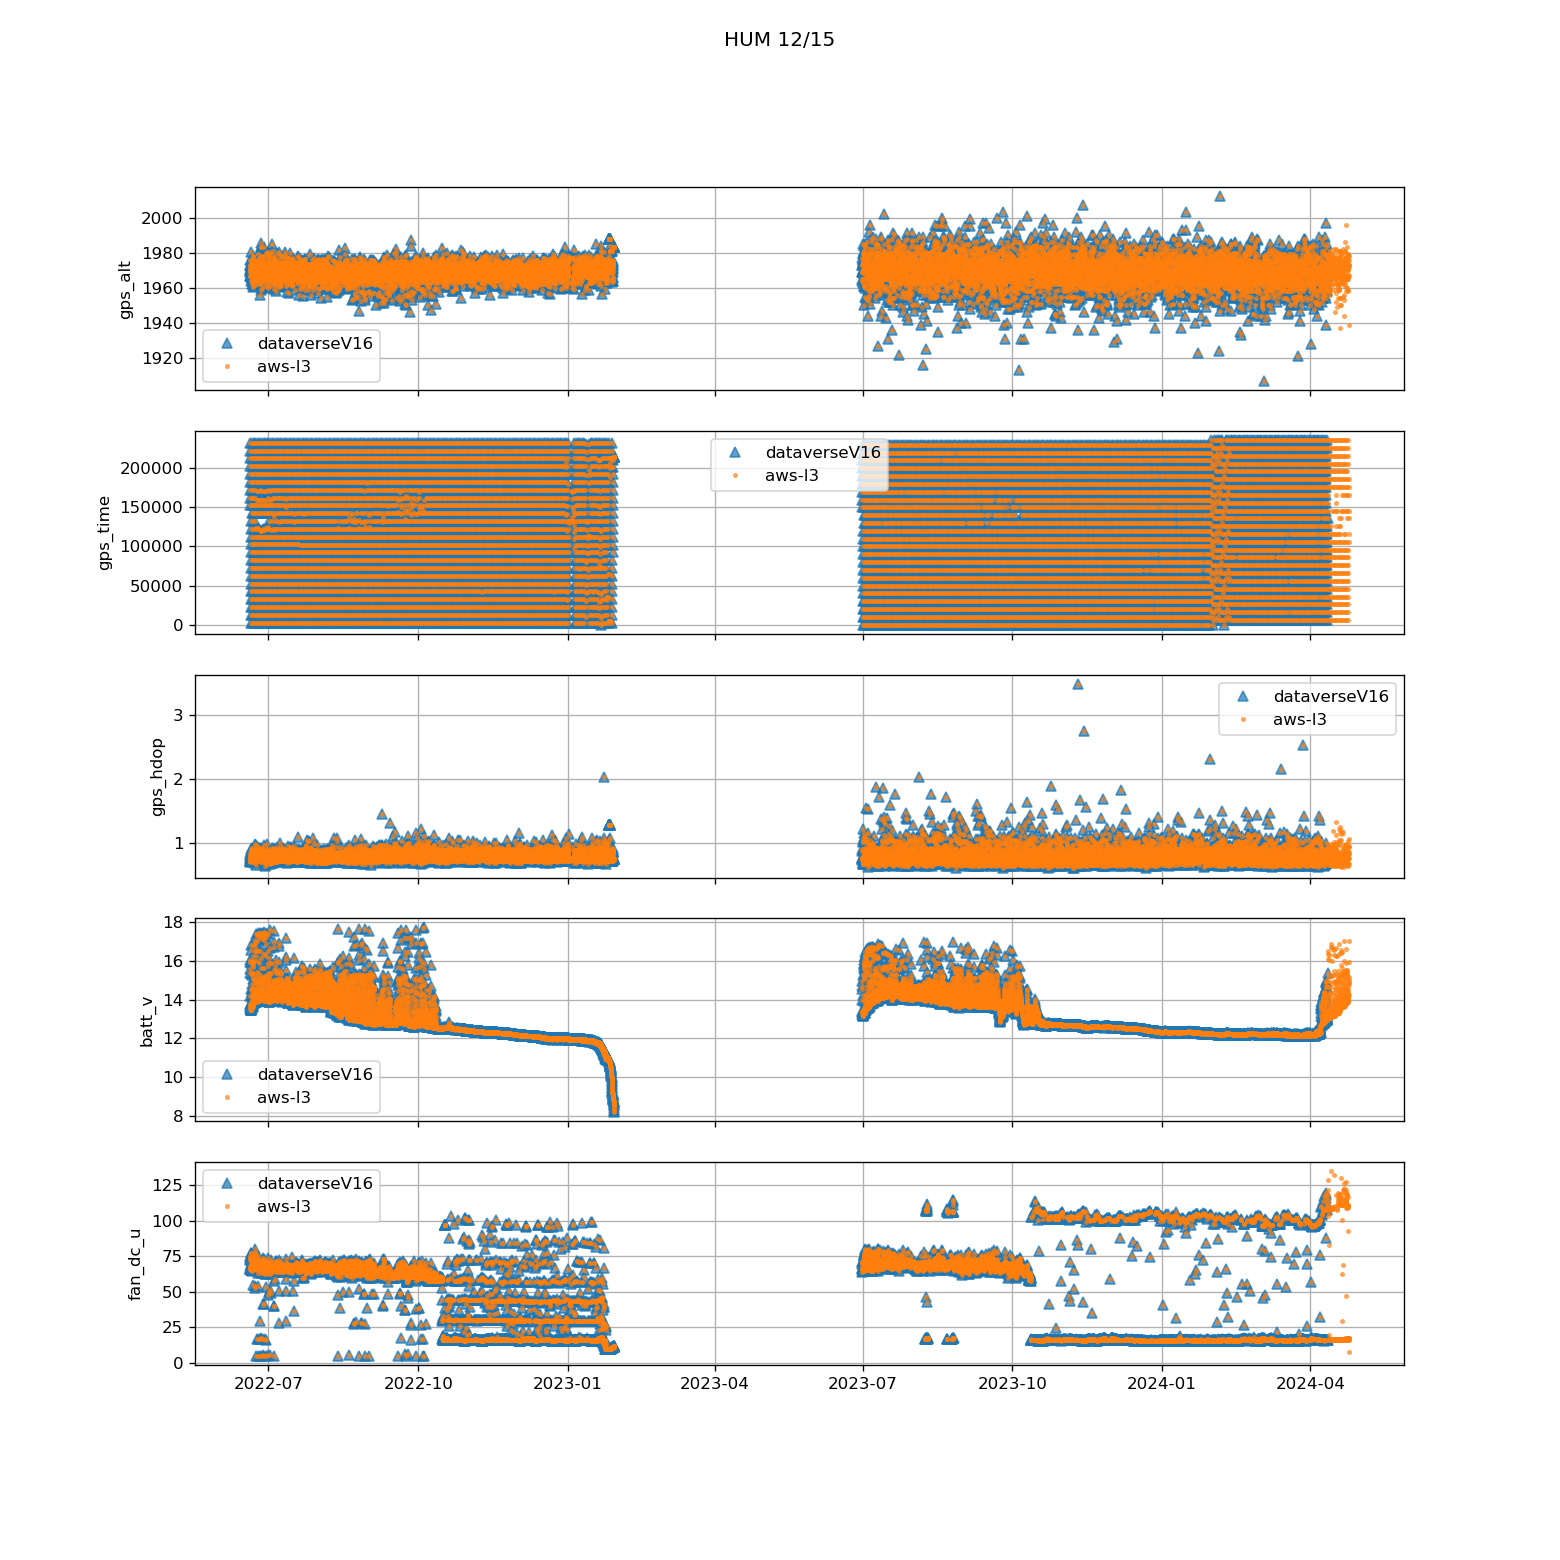 HUM 12/15
gps_alt
2000
1980
1960
1940
1920
dataverseV16
aws-l3
gps_time
200000
150000
100000
50000
0
dataverseV16
aws-l3
gps_hdop
3
2
1
dataverseV16
aws-l3
batt_v
18
16
14
12
10
8
dataverseV16
aws-l3
fan_dc_u
125
100
75
50
25
0
dataverseV16
aws-l3
2022-07 2022-10 2023-01 2023-04 2023-07 2023-10 2024-01 2024-04